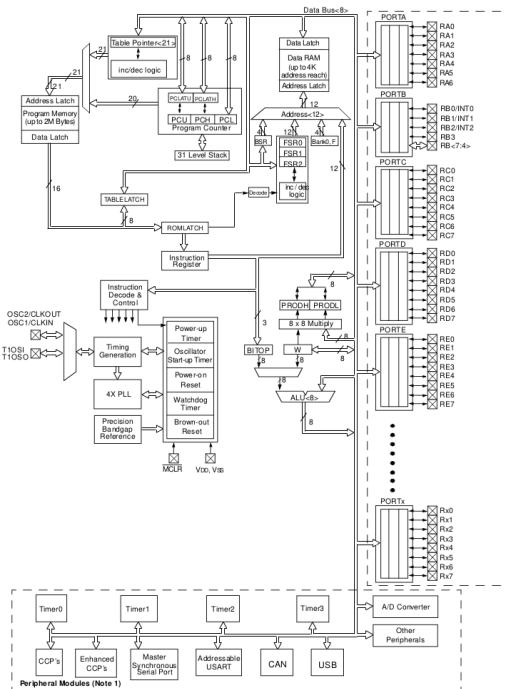 Data Bus<8>
PORTA
RA0
RA1
RA2
RA3
RA4
RA5
RA6
Table Pointer<21>
inc/dec logic
21
8
8
8
21
21
20
PCLATU
PCLATH
PCU
PCH
PCL
Program Counter
31 Level Stack
Address Latch
Program Memory
(up to 2M Bytes)
Data Latch
Data Latch
Data RAM
(up to 4K
address reach)
Address Latch
12
Address<12>
4
12
4
BSR
FSR0
FSR1
FSR2
Bank0, F
inc / dec
logic
12
Decode
PORTB
RB0/INT0
RB1/INT1
RB2/INT2
RB3
RB<7:4>
16
TABLE LATCH
8
ROMLATCH
Instruction
Register
PORTC
RC0
RC1
RC2
RC3
RC4
RC5
RC6
RC7
PORTD
RD0
RD1
RD2
RD3
RD4
RD5
RD6
RD7
Instruction
Decode &
Control
OSC2/CLKOUT
OSC1/CLKIN
T1OSI
T1OSO
Timing
Generation
4X PLL
Precision
Bandgap
Reference
Power-up
Timer
Oscillator
Start-up Timer
Power-on
Reset
Watchdog
Timer
Brown-out
Reset
MCLR
VDD, VSS
8
PRODH
PRODL
8 x 8 Multiply
3
8
BITOP
W
8
8
8
8
8
ALU<8>
8
PORTE
RE0
RE1
RE2
RE3
RE4
RE5
RE6
RE7
PORTx
Rx0
Rx1
Rx2
Rx3
Rx4
Rx5
Rx6
Rx7
Timer0
Timer1
Timer2
Timer3
A/D Converter
Other
Peripherals
CCP's
Enhanced
CCP's
Master
Synchronous
Serial Port
Addressable
USART
CAN
USB
Peripheral Modules (Note 1)